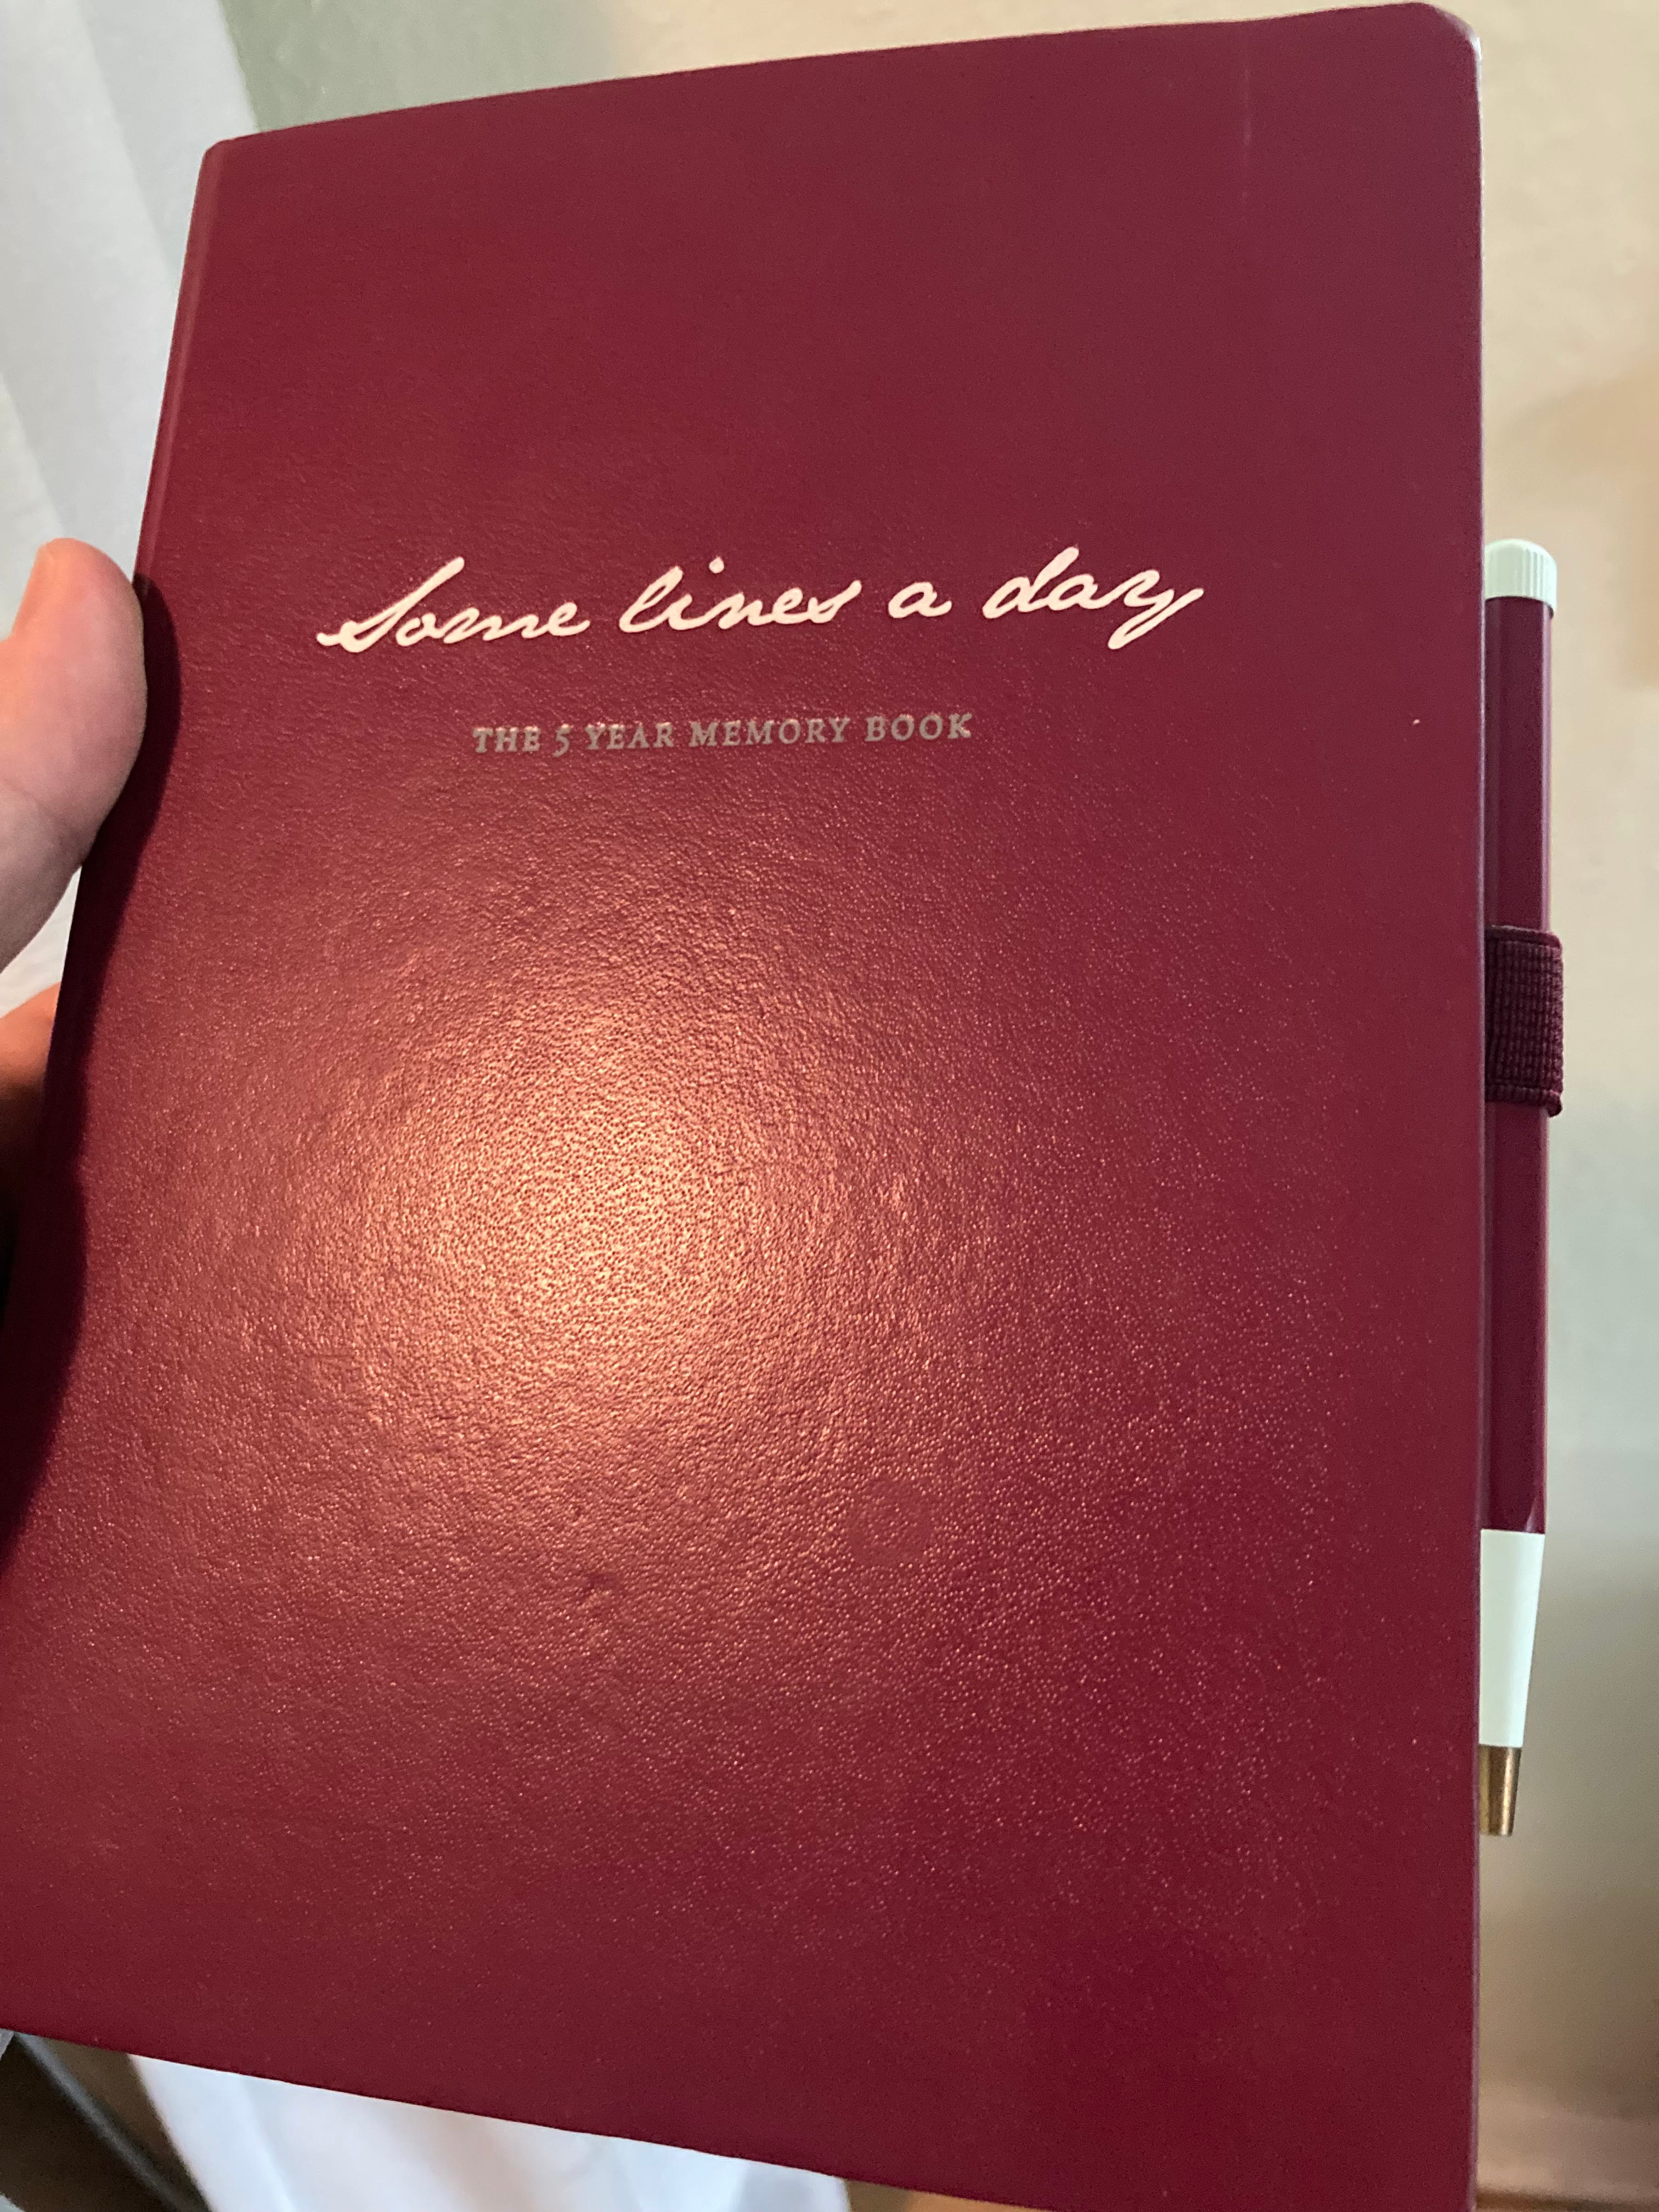 Some lines a day
THE 5 YEAR MEMORY BOOK